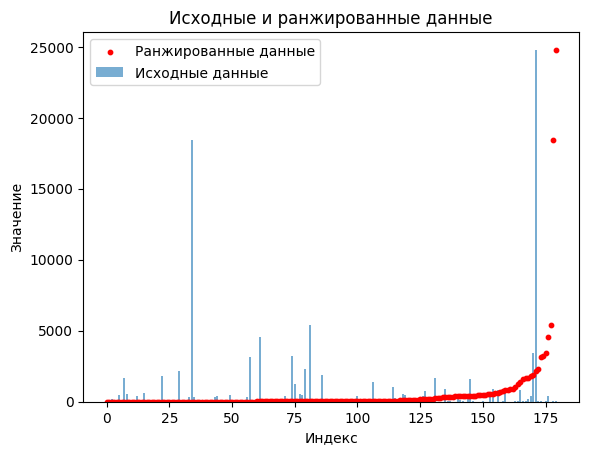 Исходные и ранжированные данные
Ранжированные данные
Исходные данные
Значение
25000
20000
15000
10000
5000
0
0 25 50 75 100 125 150 175
Индекс